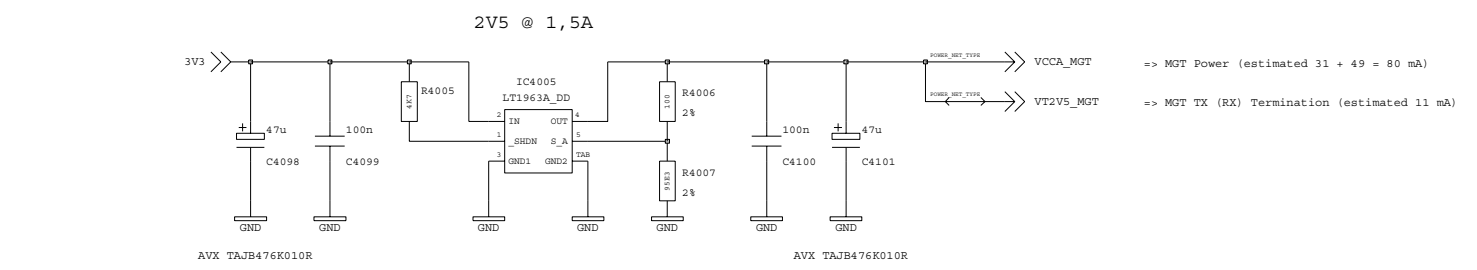 2V5 @ 1,5A
3V3
POWER_NET_TYPE
VCCA_MGT
=> MGT Power (estimated 31 + 49 = 80 mA)
IC4005
LT1963A_DD
4K7
R4005
100
R4006
2%
POWER_NET_TYPE
VT2V5_MGT
=> MGT TX (RX) Termination (estimated 11 mA)
2
IN
OUT
4
+
47u
C4098
100n
C4099
1
_SHDN
S_A
5
3
GND1
GND2
TAB
95E3
R4007
2%
100n
C4100
+
47u
C4101
GND
GND
GND
GND
GND
GND
GND
AVX TAJB476K010R
AVX TAJB476K010R